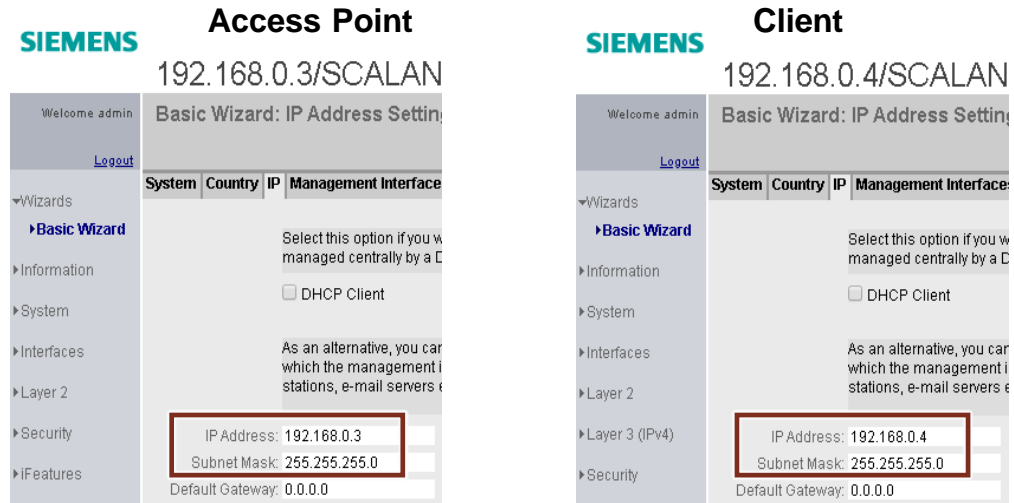 Access Point
SIEMENS
192.168.0.3/SCALAN
Welcome admin
Basic Wizard: IP Address Setting
Logout
System Country IP Management Interface
Wizards
Basic Wizard
Select this option if you w
managed centrally by a D
Information
DHCP Client
System
As an alternative, you can
Interfaces
which the management i
stations, e-mail servers e
Layer 2
Security
IP Address: 192.168.0.3
Subnet Mask: 255.255.255.0
iFeatures
Default Gateway: 0.0.0.0
Client
SIEMENS
192.168.0.4/SCALAN
Welcome admin
Basic Wizard: IP Address Setting
Logout
System Country IP Management Interfaces
Wizards
Basic Wizard
Select this option if you w
managed centrally by a D
Information
DHCP Client
System
As an alternative, you can
Interfaces
which the management i
stations, e-mail servers e
Layer 2
Layer 3 (IPv4)
IP Address: 192.168.0.4
Subnet Mask: 255.255.255.0
Security
Default Gateway: 0.0.0.0